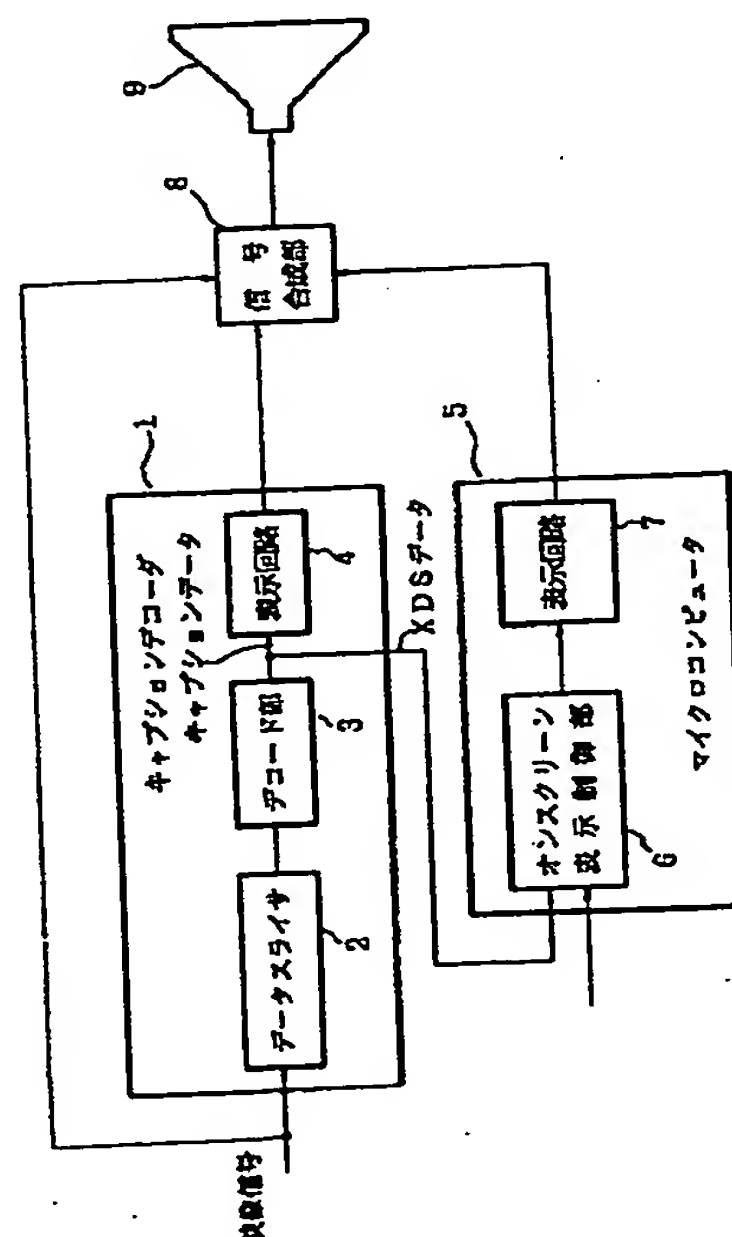 映像信号
1
キャプションデコーダ
キャプションデータ
データスライサ
2
デコード部
3
表示回路
4
XDSデータ
5
オンスクリーン
表示制御部
6
表示回路
7
マイクロコンピュータ
信号
合成部
8
9